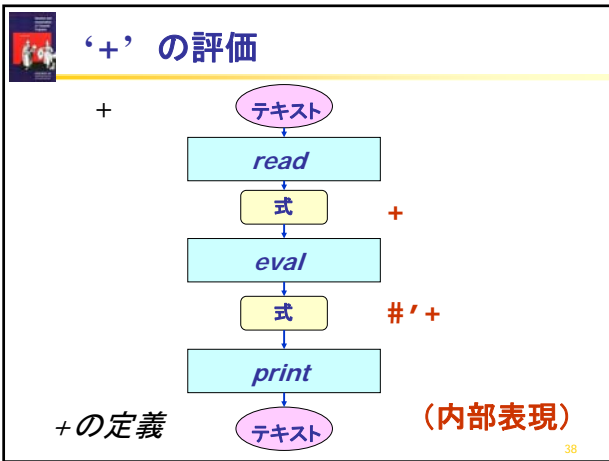 ‘+’ の評価
+
テキスト
read
式
+
eval
式
#’+
print
+の定義
テキスト
(内部表現)
38